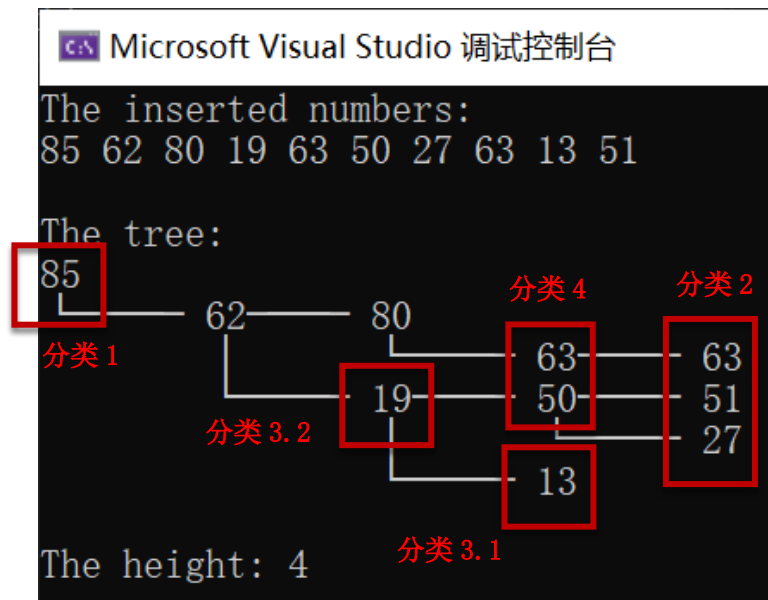 Microsoft Visual Studio 调试控制台
The inserted numbers:
85 62 80 19 63 50 27 63 13 51
The tree:
85
分类 4
分类 2
62 80
分类 1
63 63
19 50 51
分类 3.2
27
13
分类 3.1
The height: 4